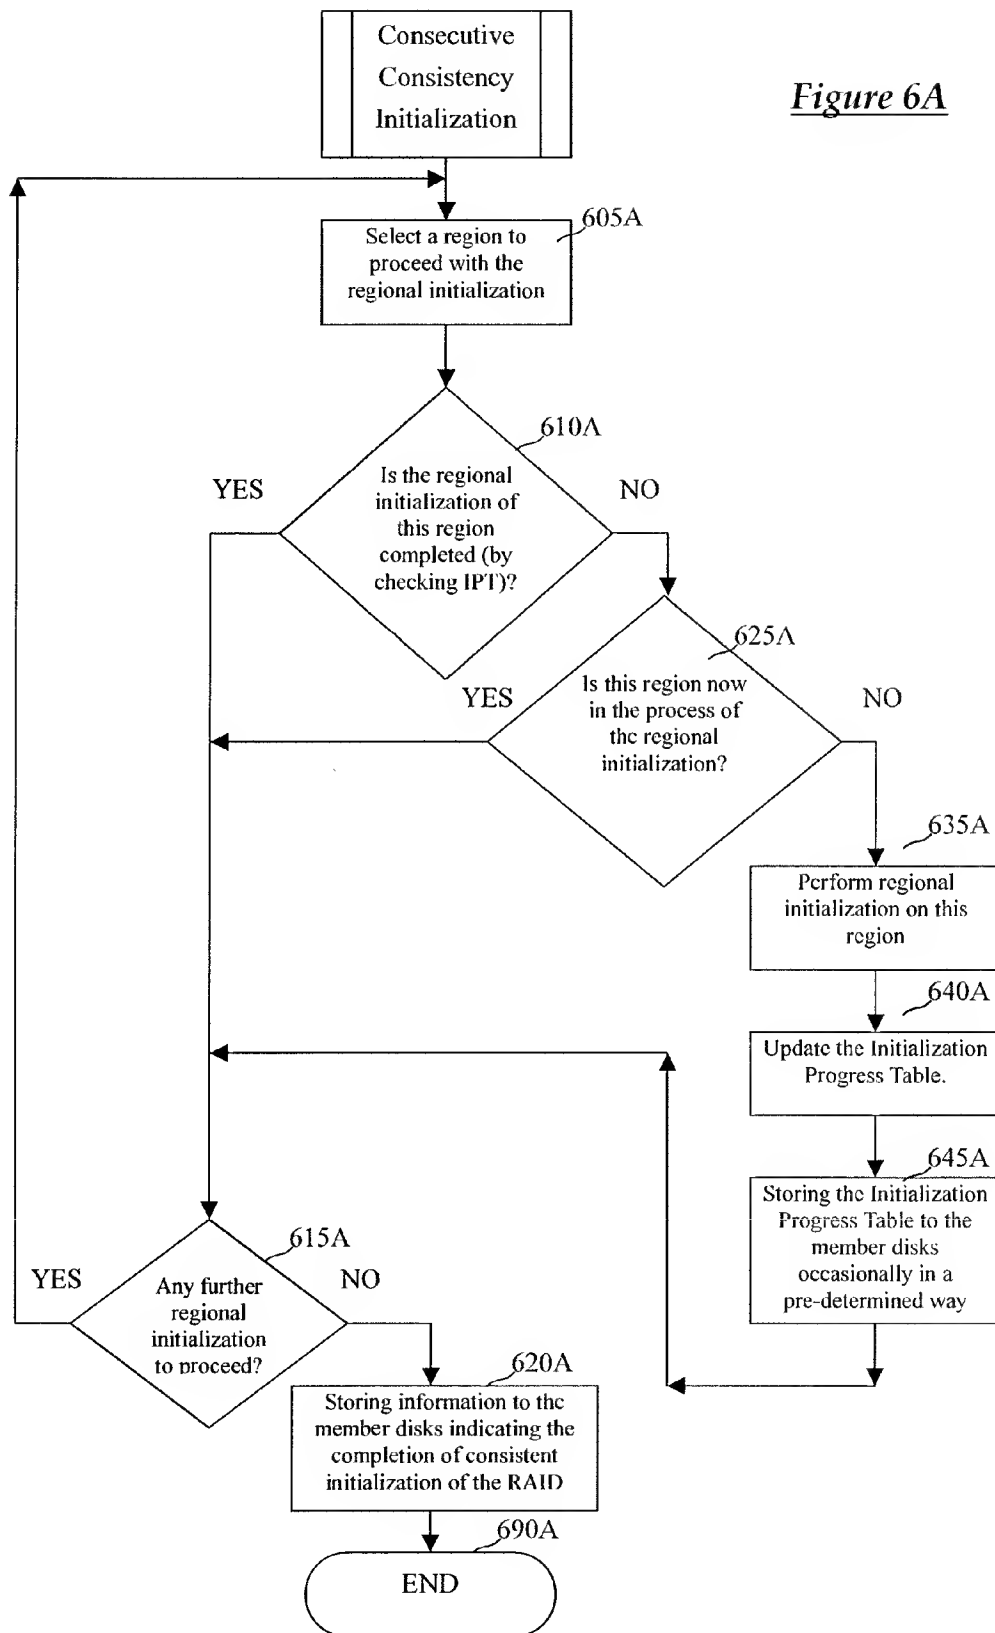 Consecutive
Consistency
Initialization
Figure 6A
605A
Select a region to
proceed with the
regional initialization
610A
YES
NO
Is the regional
initialization of
this region
completed (by
checking IPT)?
625A
YES
NO
Is this region now
in the process of
the regional
initialization?
635A
Perform regional
initialization on this
region
640A
Update the Initialization
Progress Table.
645A
Storing the Initialization
Progress Table to the
member disks
occasionally in a
pre-determined way
615A
YES
NO
Any further
regional
initialization
to proceed?
620A
Storing information to the
member disks indicating the
completion of consistent
initialization of the RAID
690A
END